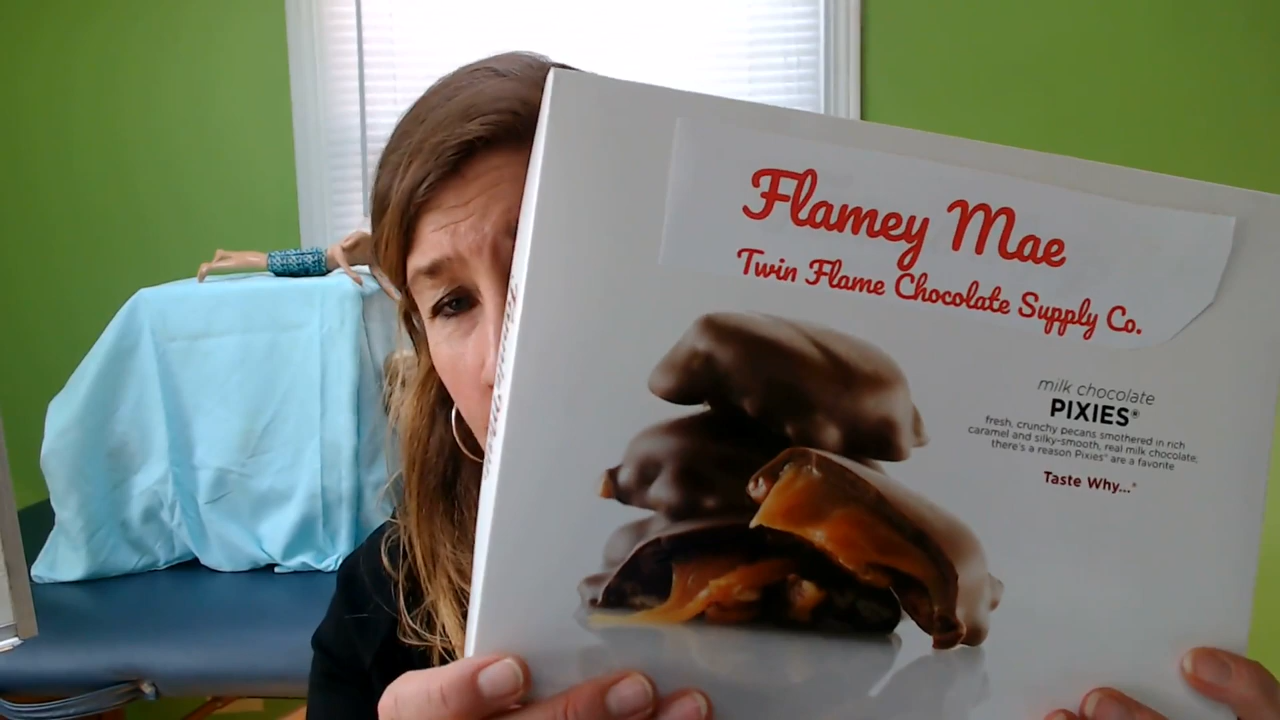 Flamey Mae
Twin Flame Chocolate Supply Co.
milk chocolate
PIXIES®
fresh, crunchy pecans smothered in rich
caramel and silky-smooth, real milk chocolate,
there's a reason Pixies® are a favorite
Taste Why...®